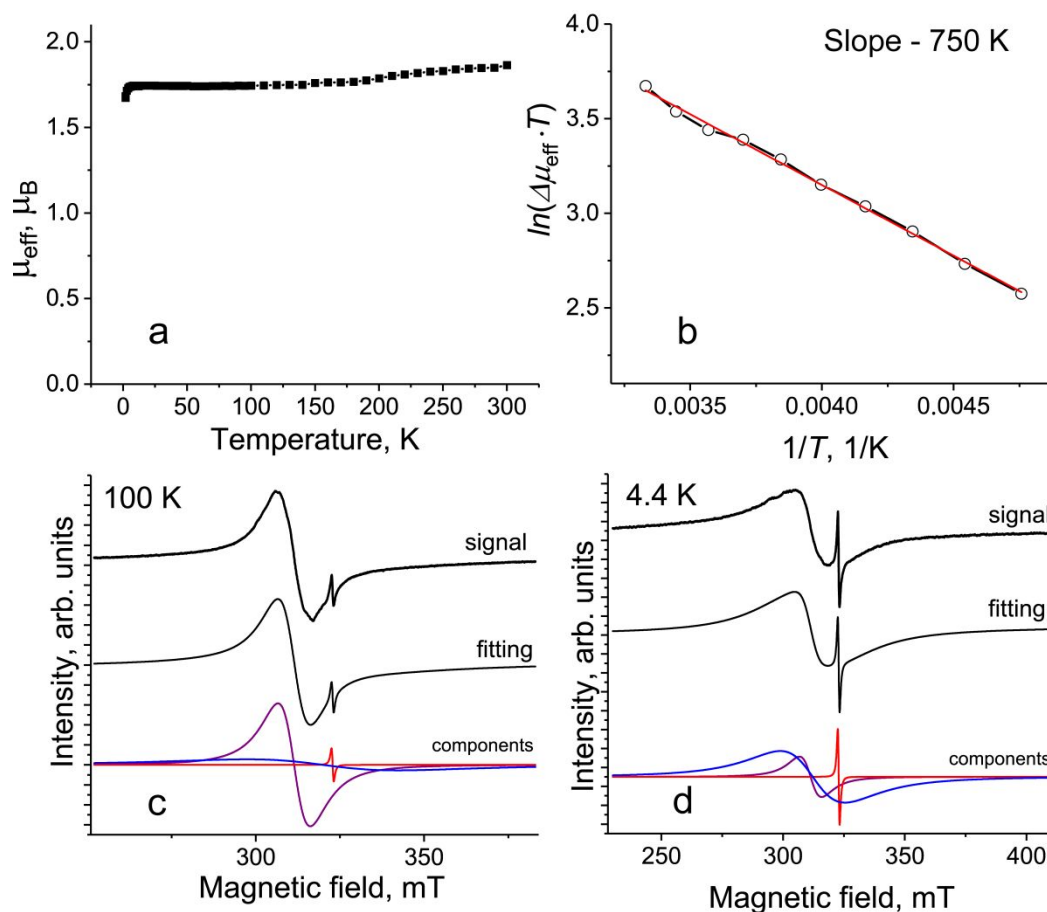 2.0
1.5
1.0
0.5
0.0
μeff, μB
a
0 50 100 150 200 250 300
Temperature, K
4.0
3.5
3.0
2.5
ln(Δμeff·T)
Slope - 750 K
b
0.0035 0.0040 0.0045
1/T, 1/K
100 K
signal
fitting
components
c
Intensity, arb. units
300 350
Magnetic field, mT
4.4 K
signal
fitting
components
d
Intensity, arb. units
250 300 350 400
Magnetic field, mT